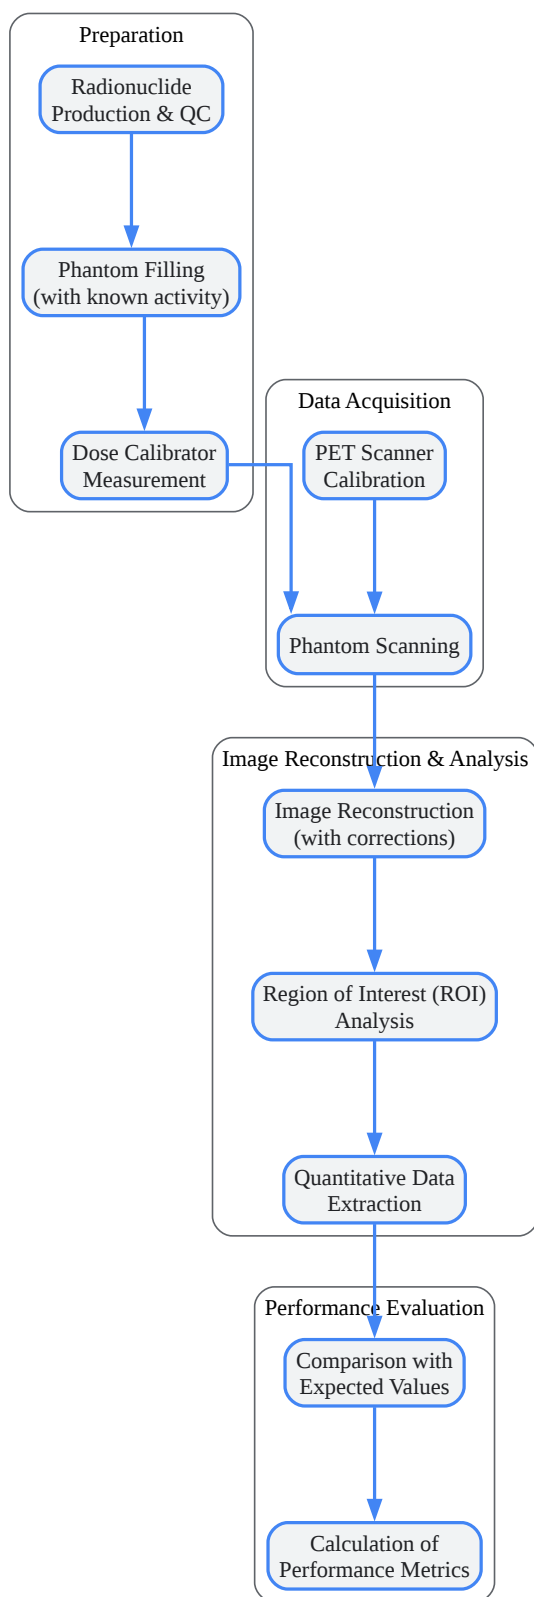 Preparation
Radionuclide
Production & QC
Phantom Filling
(with known activity)
Dose Calibrator
Measurement
Data Acquisition
PET Scanner
Calibration
Phantom Scanning
Image Reconstruction & Analysis
Image Reconstruction
(with corrections)
Region of Interest (ROI)
Analysis
Quantitative Data
Extraction
Performance Evaluation
Comparison with
Expected Values
Calculation of
Performance Metrics